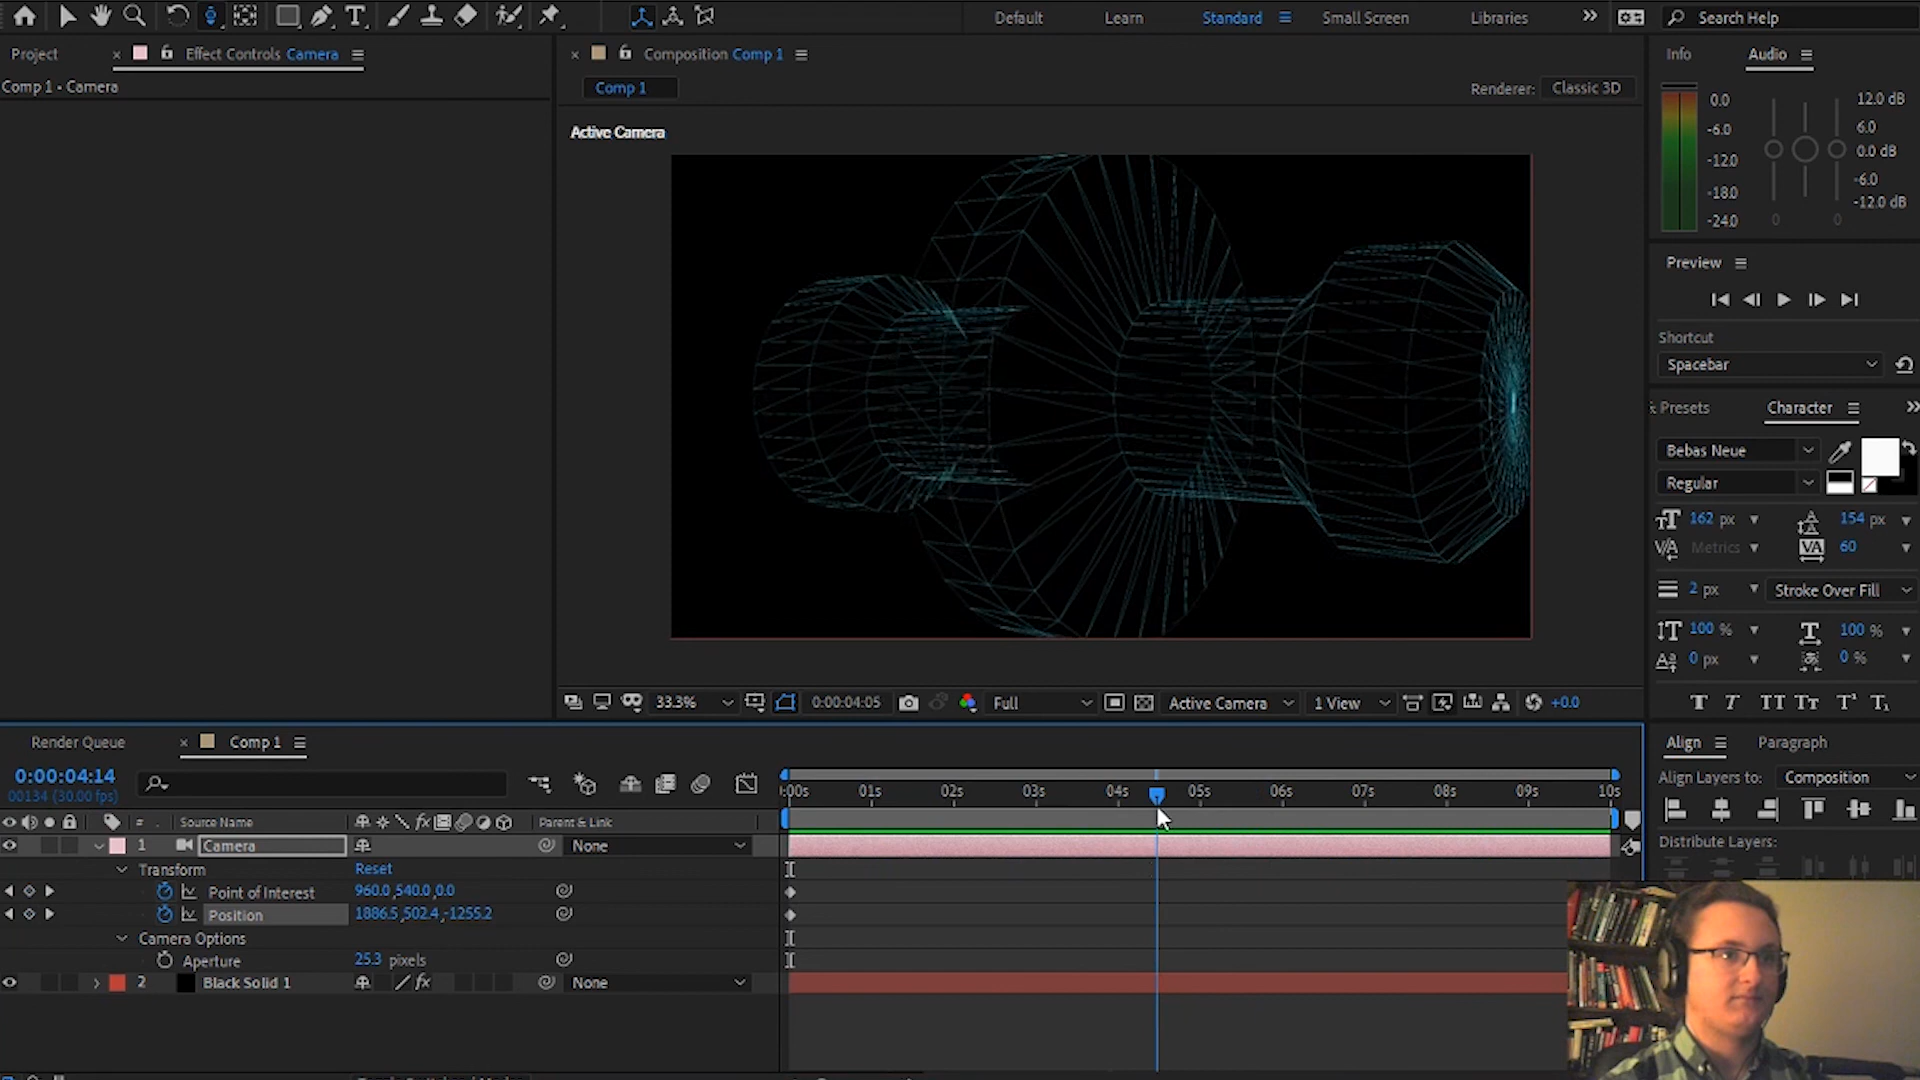 Default
Learn
Standard
Small Screen
Libraries
Search Help
Project
Effect Controls Camera
Composition Comp 1
Info
Audio
Comp 1 • Camera
Comp 1
Renderer:
Classic 3D
Active Camera
0.0
-6.0
-12.0
-18.0
-24.0
12.0 dB
6.0
0.0 dB
-6.0
-12.0 dB
0
0
Preview
Shortcut
Spacebar
Presets
Character
Bebas Neue
Regular
162 px
154 px
Metrics
60
2 px
Stroke Over Fill
100 %
100 %
0 px
0 %
33.3%
0:00:04:05
Full
Active Camera
1 View
+0.0
Render Queue
Comp 1
Align
Paragraph
Align Layers to:
Composition
Distribute Layers:
0:00:04:14
00134 (30.00 fps)
:00s
01s
02s
03s
04s
05s
06s
07s
08s
09s
10s
#
Source Name
Parent & Link
1
Camera
None
Transform
Reset
Point of Interest
960.0,540.0,0.0
Position
1886.5,502.4,-1255.2
Camera Options
Aperture
25.3 pixels
2
Black Solid 1
None